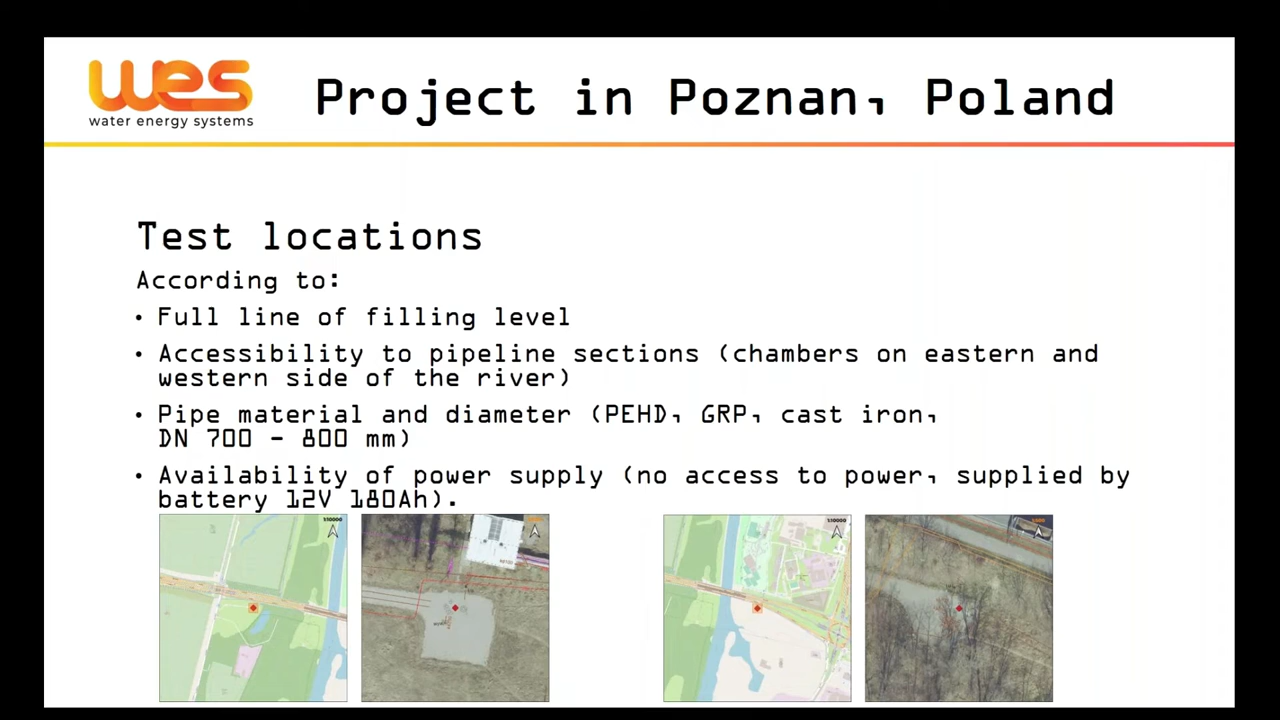 wes
water energy systems
Project in Poznan, Poland
Test locations
According to:
• Full line of filling level
• Accessibility to pipeline sections (chambers on eastern and
western side of the river)
• Pipe material and diameter (PEHD, GRP, cast iron,
DN 700 - 800 mm)
• Availability of power supply (no access to power, supplied by
battery 12V 180Ah).